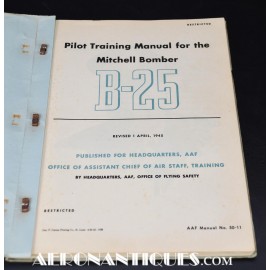 RESTRICTED
Pilot Training Manual for the
Mitchell Bomber
B-25
REVISED 1 APRIL, 1945
PUBLISHED FOR HEADQUARTERS, AAF
OFFICE OF ASSISTANT CHIEF OF AIR STAFF, TRAINING
BY HEADQUARTERS, AAF, OFFICE OF FLYING SAFETY
RESTRICTED
AAF Manual No. 50-11
AERONANTIQUES.COM